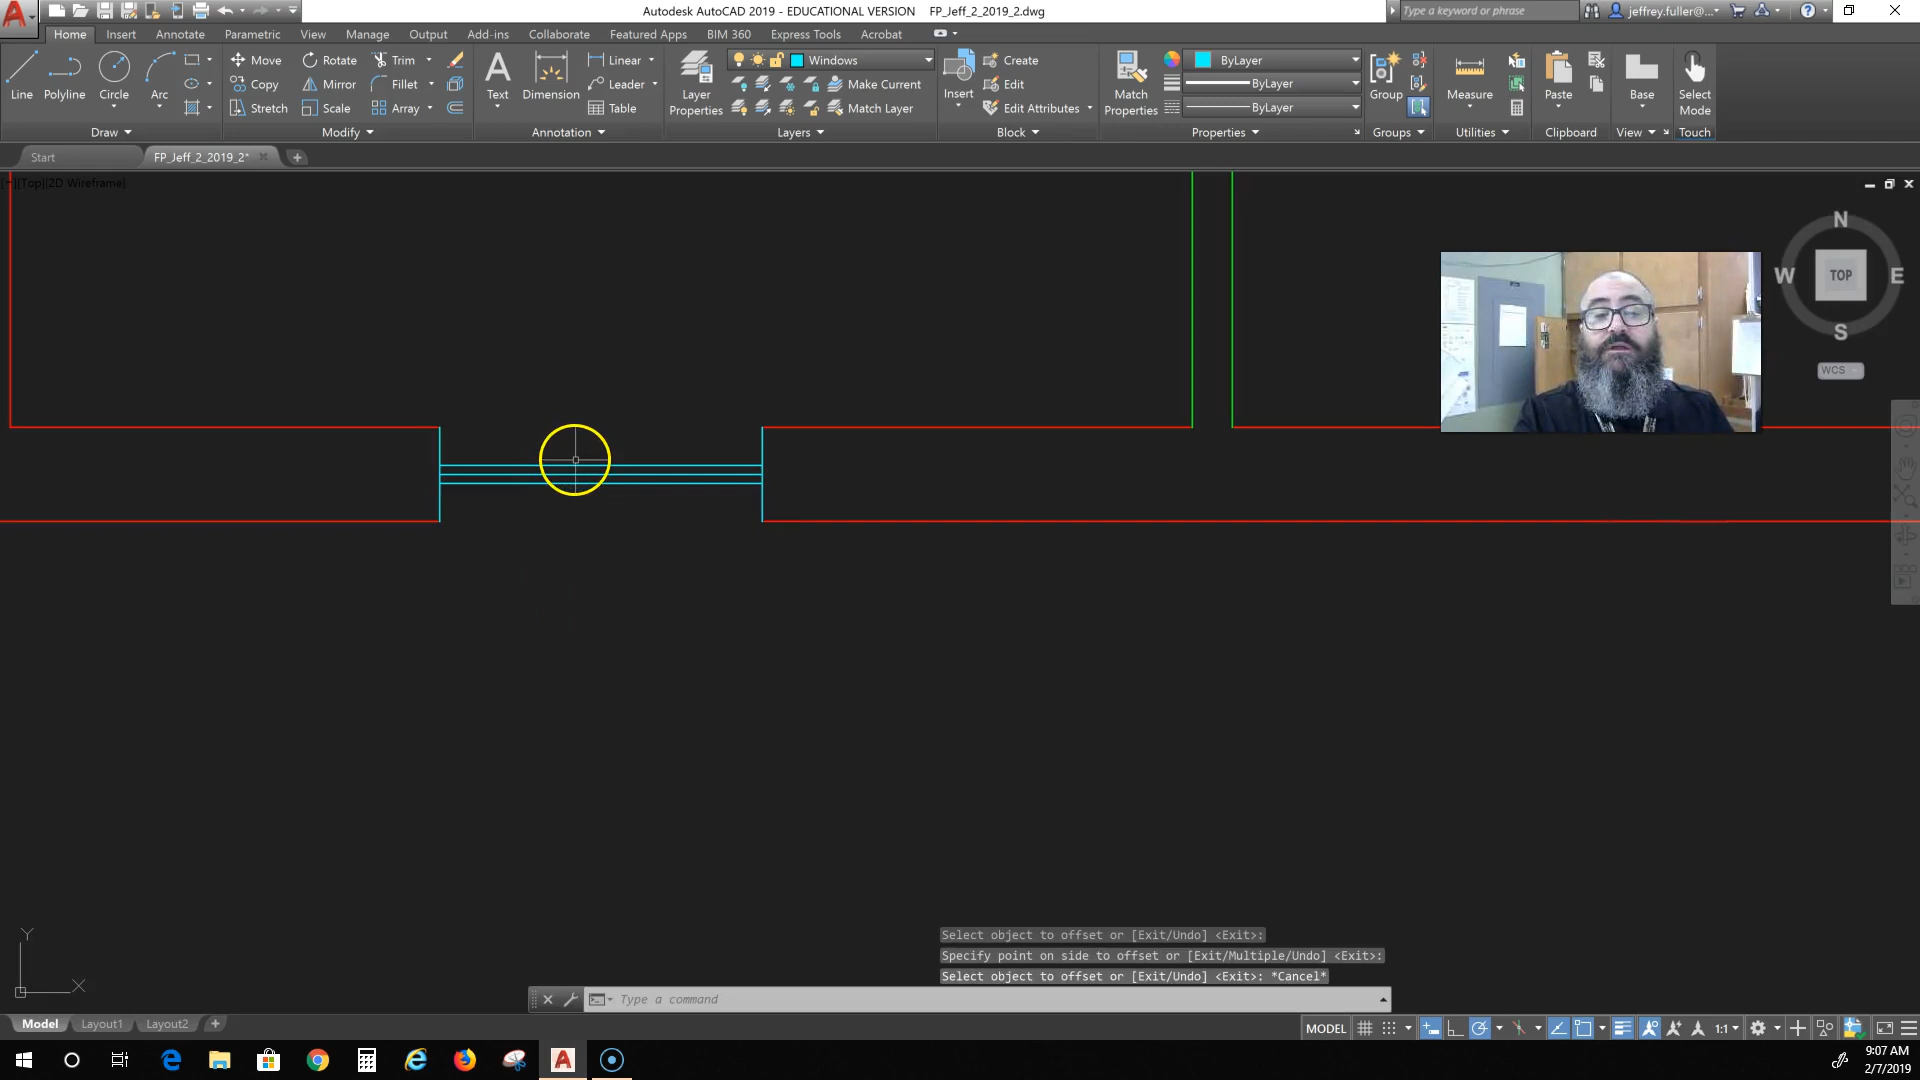 Autodesk AutoCAD 2019 - EDUCATIONAL VERSION FP_Jeff_2_2019_2.dwg
Type a keyword or phrase
jeffrey.fuller@...
Home Insert Annotate Parametric View Manage Output Add-ins Collaborate Featured Apps BIM 360 Express Tools Acrobat
Line Polyline Circle Arc
Move Rotate Trim
Copy Mirror Fillet
Stretch Scale Array
Text Dimension
Linear
Leader
Table
Layer Properties
Windows
Make Current
Match Layer
Insert
Create
Edit
Edit Attributes
Match Properties
ByLayer
ByLayer
ByLayer
Group
Measure
Paste
Base
Select Mode
Draw Modify Annotation Layers Block Properties Groups Utilities Clipboard View Touch
Start FP_Jeff_2_2019_2*
[−][Top][2D Wireframe]
N
W TOP E
S
WCS
Y
X
Select object to offset or [Exit/Undo] <Exit>:
Specify point on side to offset or [Exit/Multiple/Undo] <Exit>:
Select object to offset or [Exit/Undo] <Exit>: *Cancel*
Type a command
Model Layout1 Layout2
MODEL 1:1
9:07 AM
2/7/2019